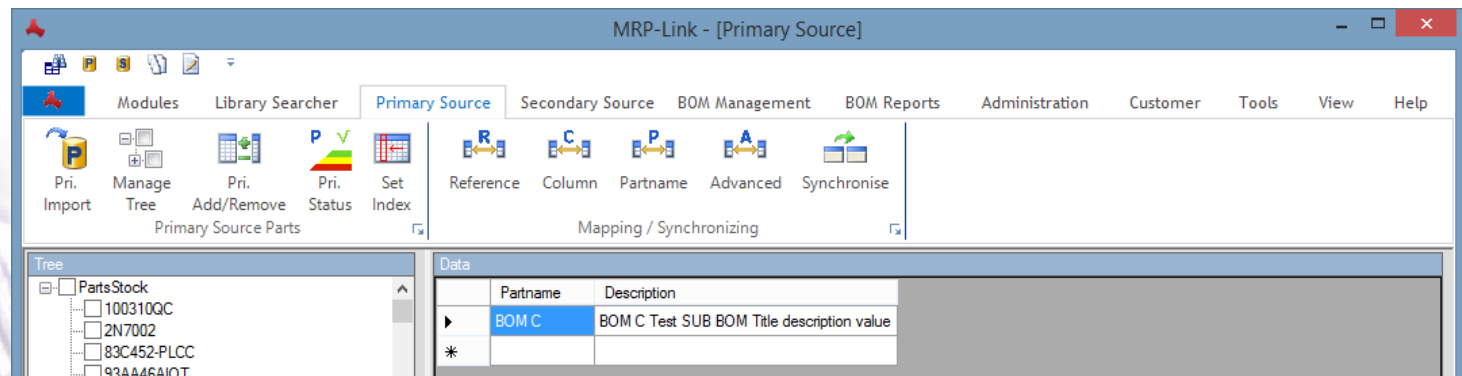 MRP-Link - [Primary Source]
P S
Modules Library Searcher Primary Source Secondary Source BOM Management BOM Reports Administration Customer Tools View Help
P P √ R C P A
Pri. Import Manage Tree Pri. Add/Remove Pri. Status Set Index Reference Column Partname Advanced Synchronise
Primary Source Parts Mapping / Synchronizing
Tree Data
PartsStock
Partname Description
100310QC
BOM C BOM C Test SUB BOM Title description value
2N7002
83C452-PLCC
93AA46AIOT